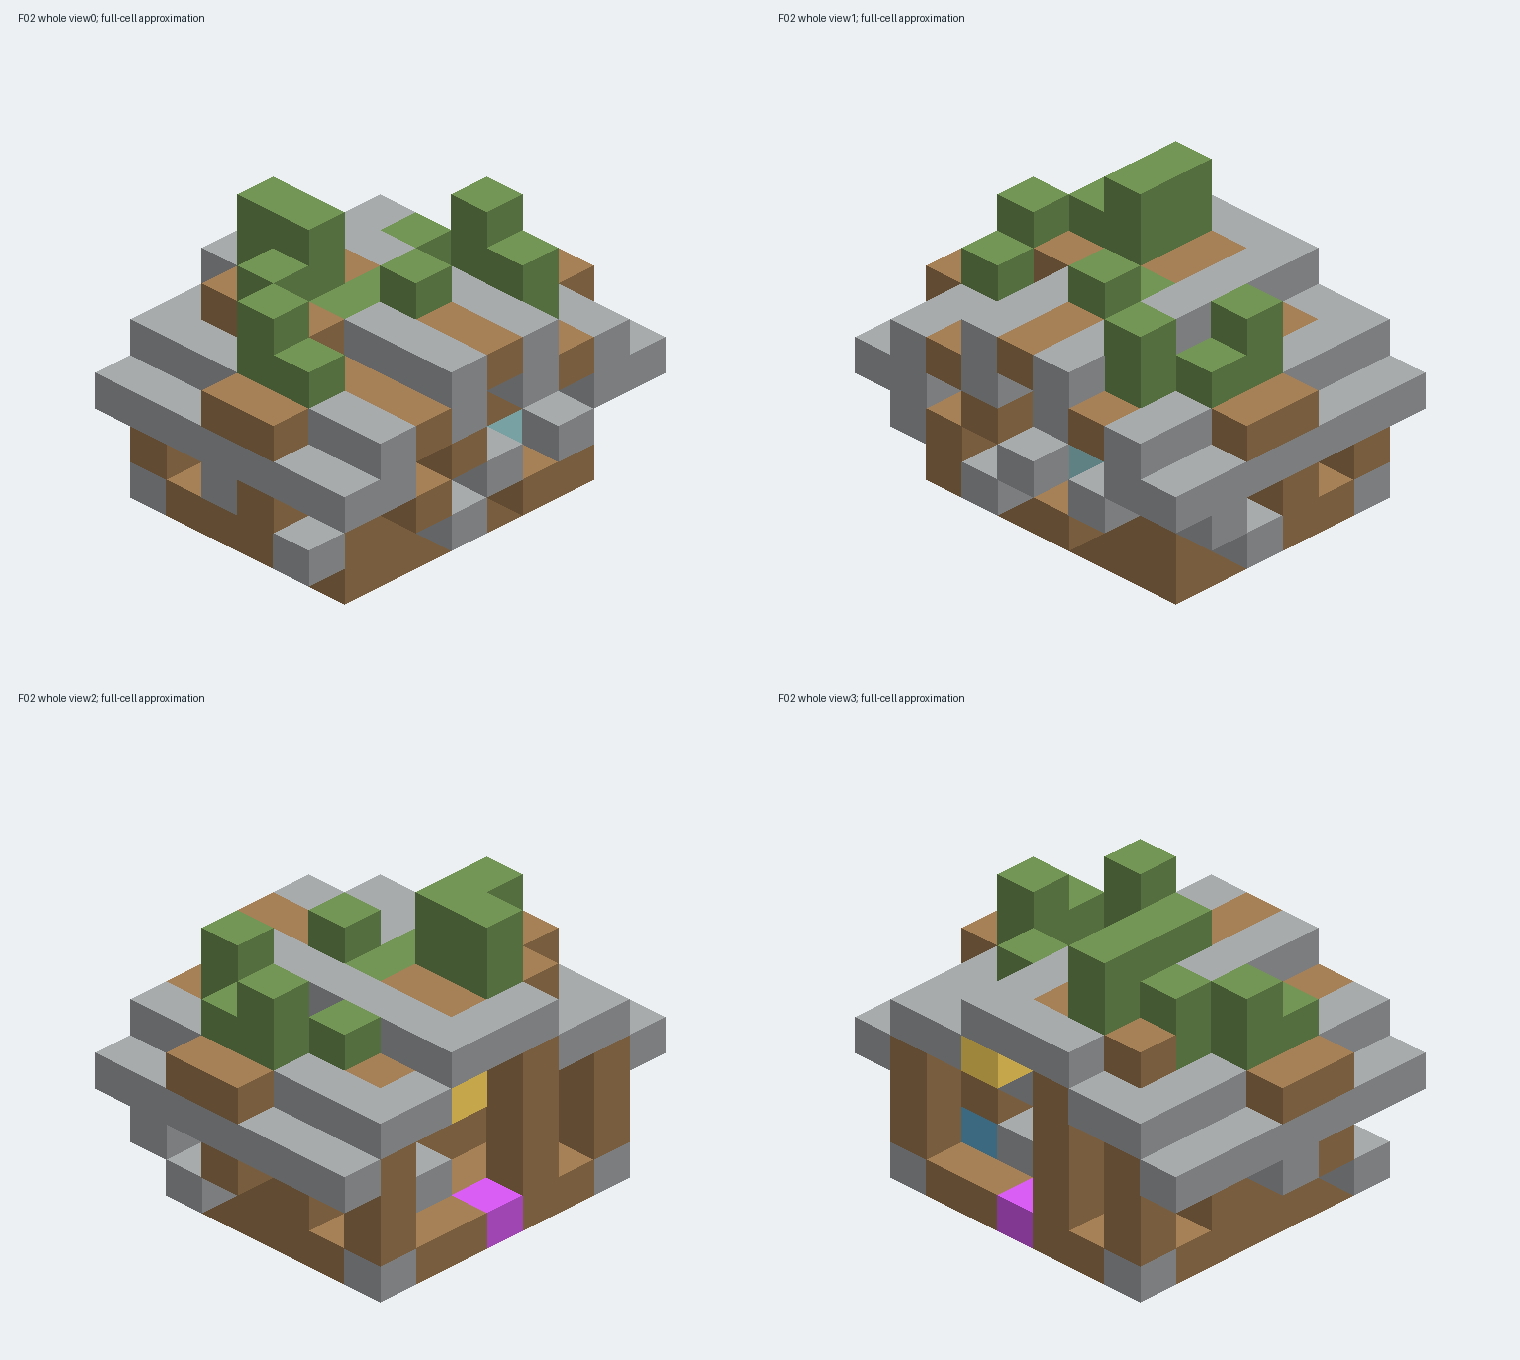 F02 whole view0; full-cell approximation
F02 whole view1; full-cell approximation
F02 whole view2; full-cell approximation
F02 whole view3; full-cell approximation